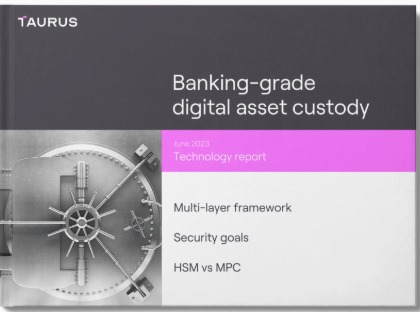 TAURUS
Banking-grade
digital asset custody
June 2023
Technology report
Multi-layer framework
Security goals
HSM vs MPC